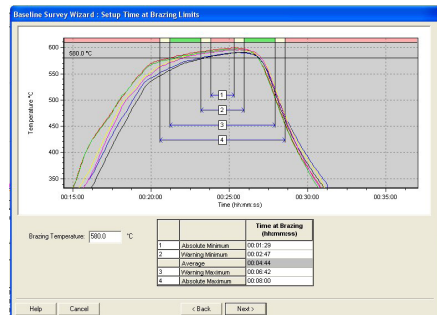 Baseline Survey Wizard : Setup Time at Brazing Limits
600
580.0 °C
550
500
450
400
350
Temperature °C
1
2
3
4
00:15:00 00:20:00 00:25:00 00:30:00 00:35:00
Time (hh:mm:ss)
Brazing Temperature: 580.0 °C
Time at Brazing (hh:mm:ss)
1 Absolute Minimum 00:01:29
2 Warning Minimum 00:02:47
Average 00:04:44
3 Warning Maximum 00:06:42
4 Absolute Maximum 00:08:00
Help Cancel < Back Next >